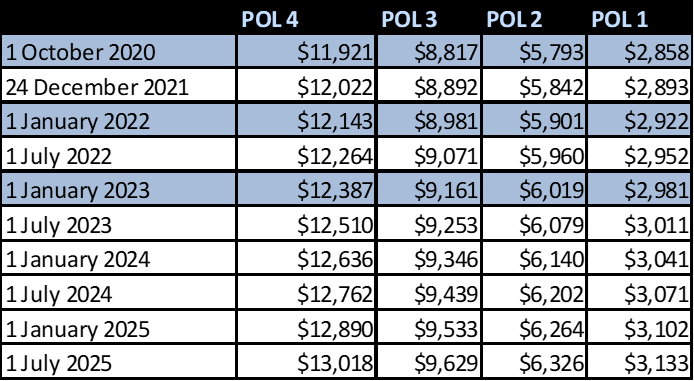 POL 4 POL 3 POL 2 POL 1
1 October 2020 $11,921 $8,817 $5,793 $2,858
24 December 2021 $12,022 $8,892 $5,842 $2,893
1 January 2022 $12,143 $8,981 $5,901 $2,922
1 July 2022 $12,264 $9,071 $5,960 $2,952
1 January 2023 $12,387 $9,161 $6,019 $2,981
1 July 2023 $12,510 $9,253 $6,079 $3,011
1 January 2024 $12,636 $9,346 $6,140 $3,041
1 July 2024 $12,762 $9,439 $6,202 $3,071
1 January 2025 $12,890 $9,533 $6,264 $3,102
1 July 2025 $13,018 $9,629 $6,326 $3,133